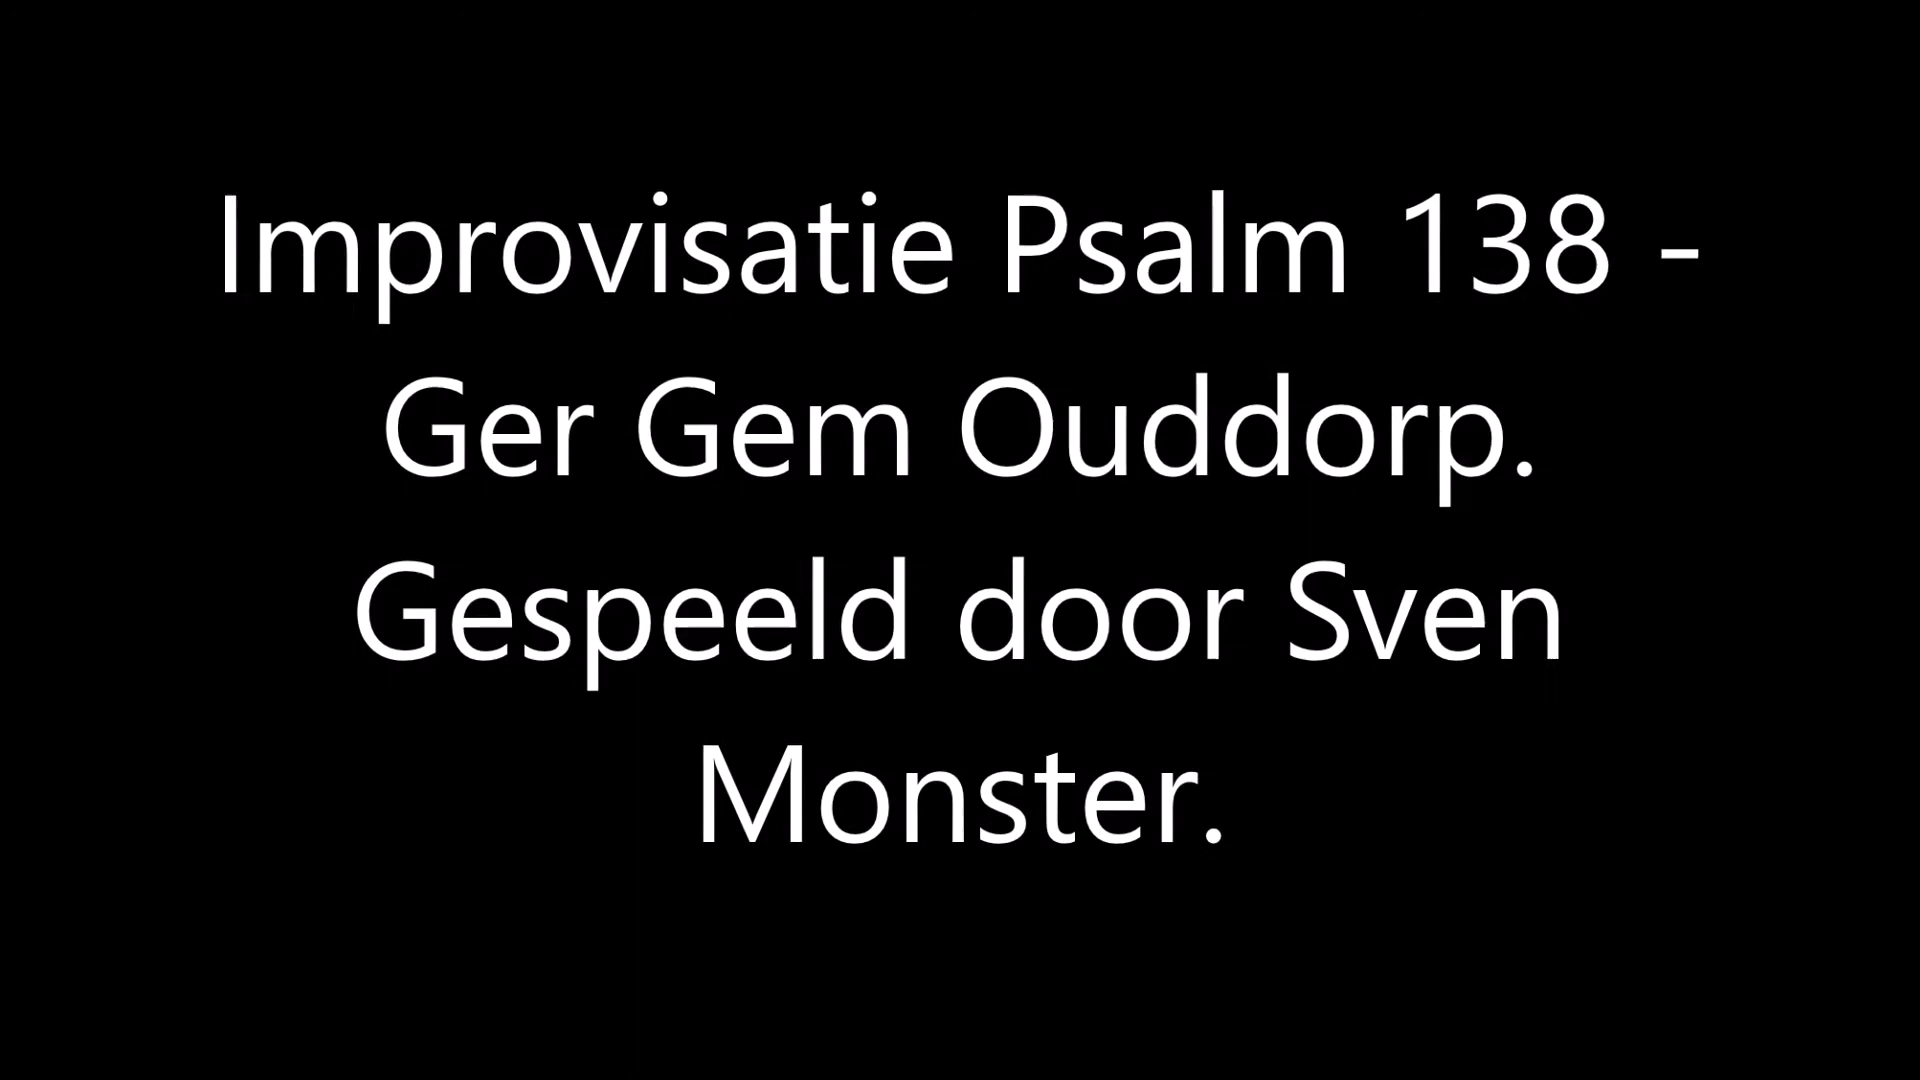 Improvisatie Psalm 138 -
Ger Gem Ouddorp.
Gespeeld door Sven
Monster.